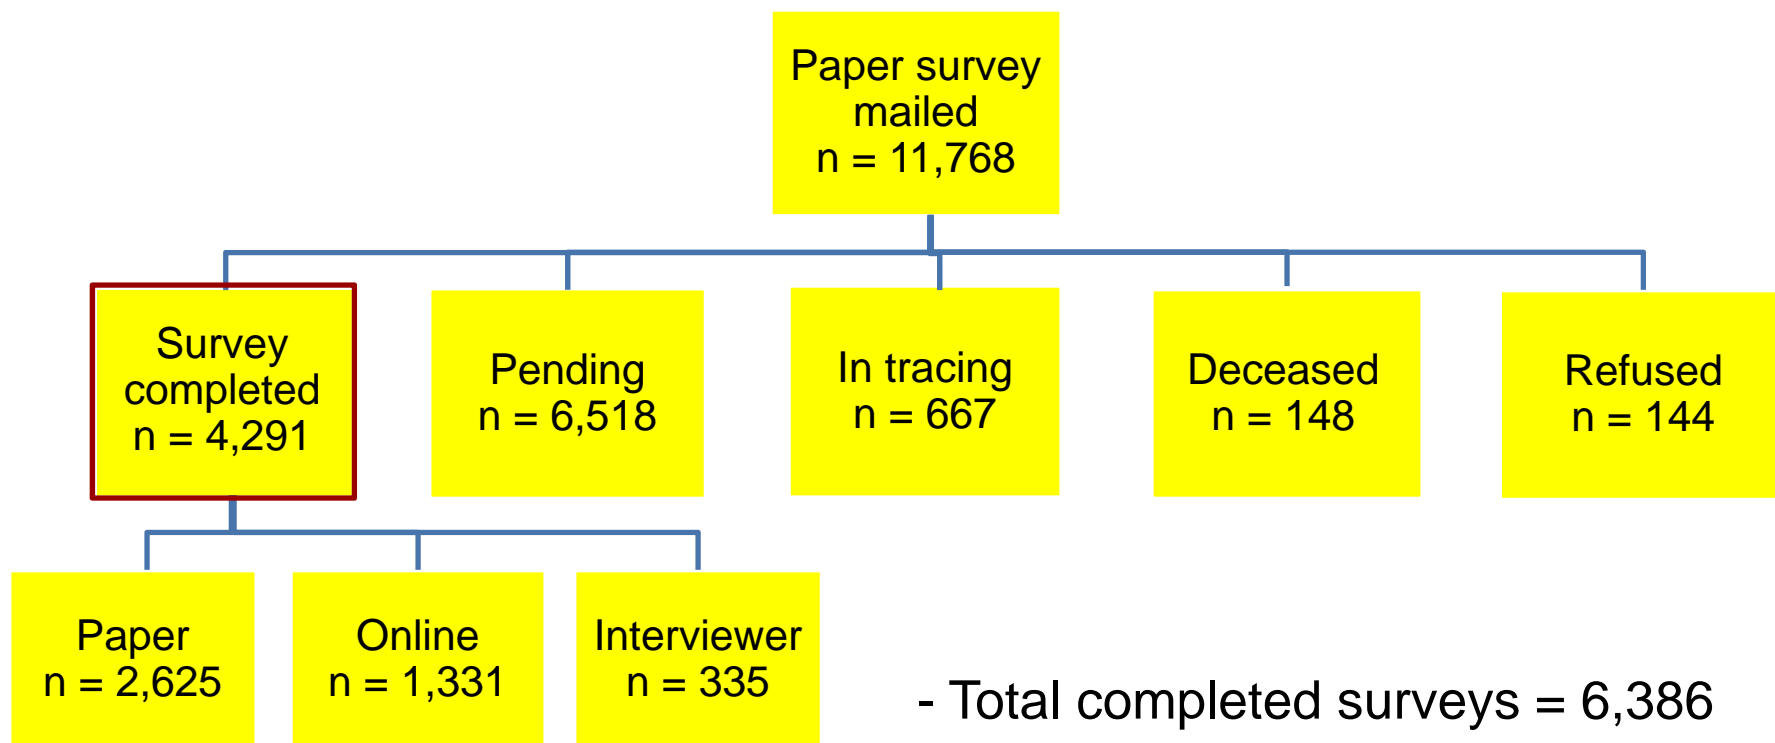 Paper survey
mailed
n = 11,768
Survey
completed
n = 4,291
Pending
n = 6,518
In tracing
n = 667
Deceased
n = 148
Refused
n = 144
Paper
n = 2,625
Online
n = 1,331
Interviewer
n = 335
- Total completed surveys = 6,386